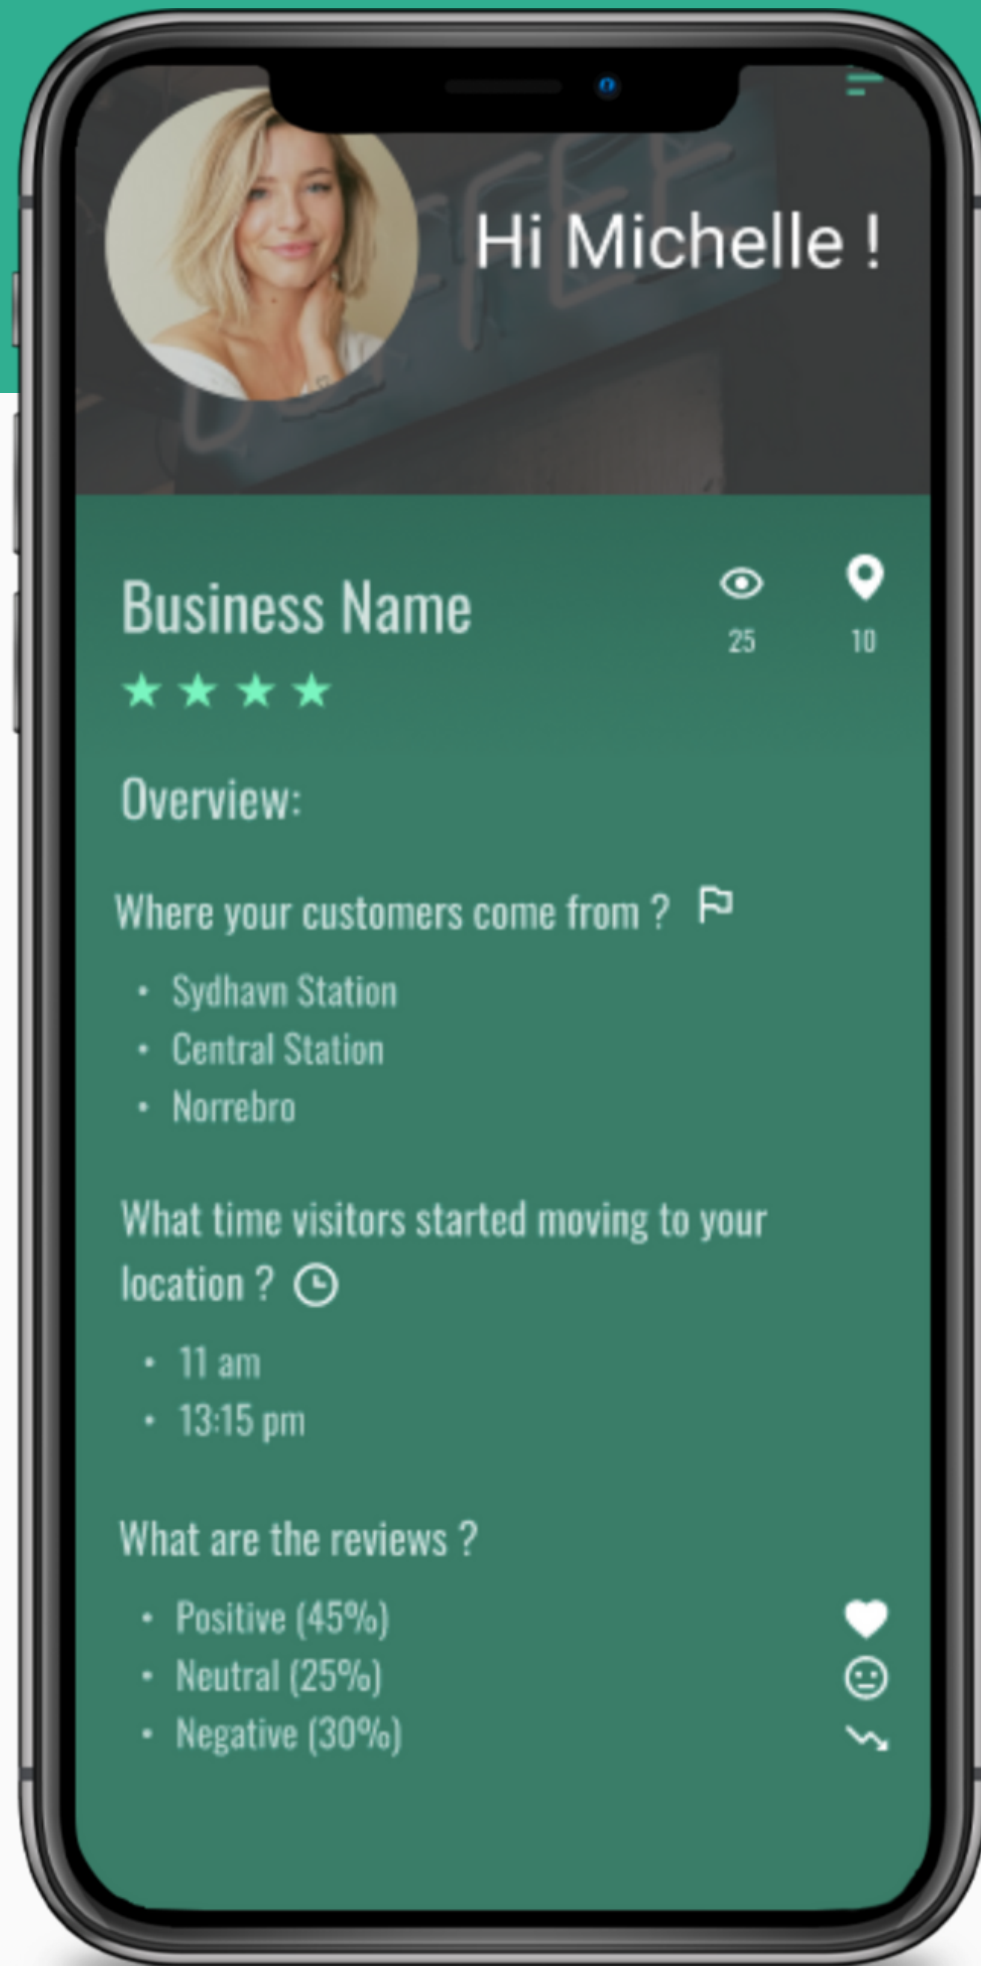 Hi Michelle !
Business Name
25
10
Overview:
Where your customers come from ?
• Sydhavn Station
• Central Station
• Norrebro
What time visitors started moving to your
location ?
• 11 am
• 13:15 pm
What are the reviews ?
• Positive (45%)
• Neutral (25%)
• Negative (30%)